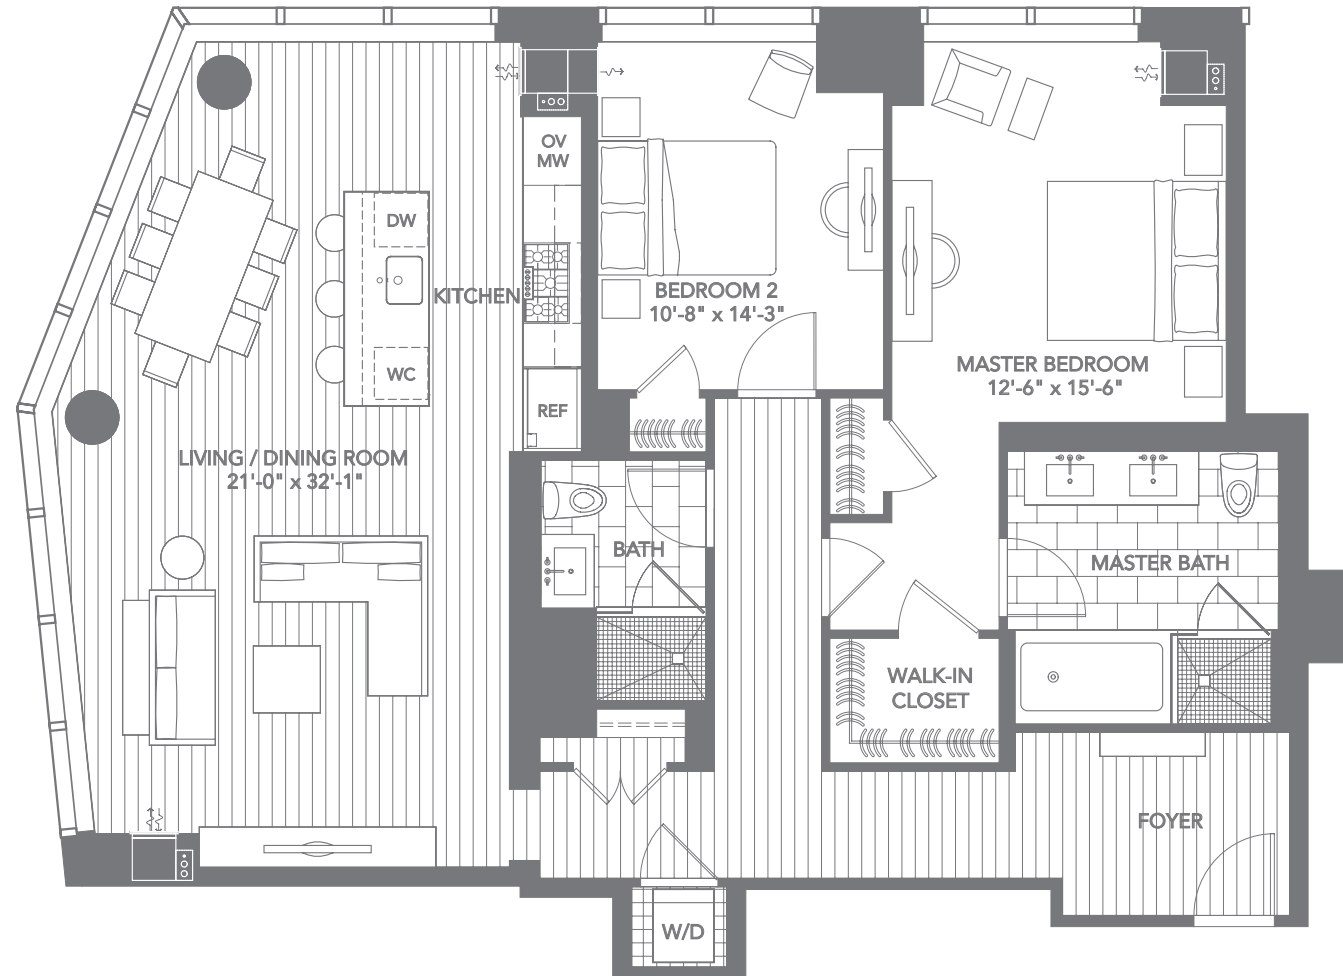 OV
MW
DW
KITCHEN
BEDROOM 2
10'-8" x 14'-3"
MASTER BEDROOM
12'-6" x 15'-6"
WC
REF
LIVING / DINING ROOM
21'-0" x 32'-1"
BATH
MASTER BATH
WALK-IN
CLOSET
FOYER
W/D